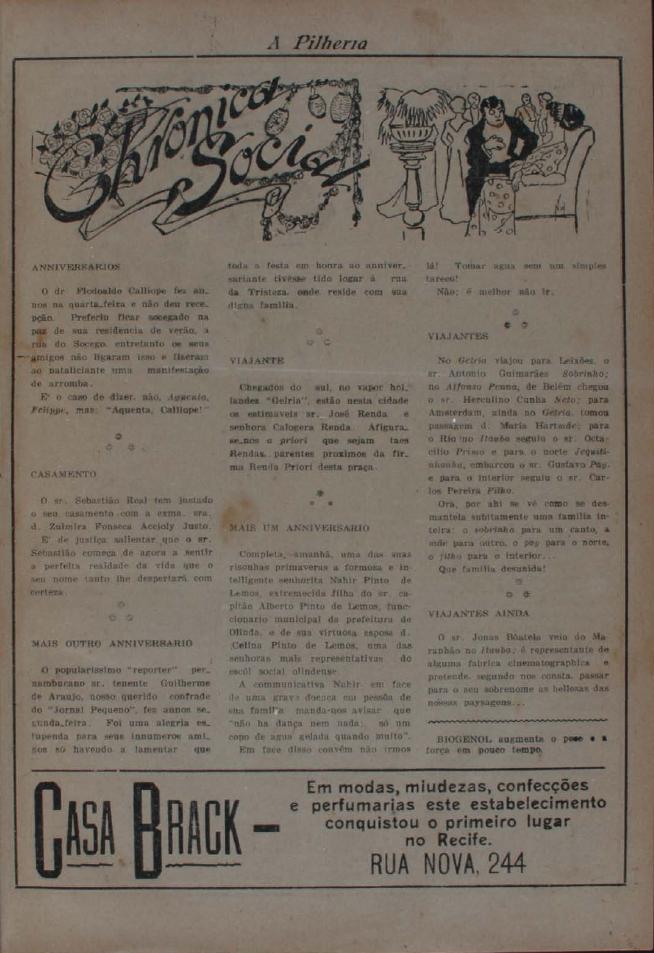 A Pilheria
Chronica
Social
ANNIVERSARIOS
O dr Flodoaldo Calliope fez an-
nos na quarta-feira e não deu rece-
pção. Preferiu ficar socegado na
paz de sua residencia de verão, a
rua do Socego, entretanto os seus
amigos não ligaram isso e fizeram
ao nataliciante uma manifestação
de arromba.
E' o caso de dizer, não, Aguenta,
Felippe, mas: "Aquenta, Calliope!"
CASAMENTO
O sr. Sebastião Real tem justado
o seu casamento com a exma. sra.
d. Zulmira Fonseca Accioly Justo.
E' de justiça salientar que o sr.
Sebastião começa de agora a sentir
a perfeita realdade da vida que o
seu nome tanto lhe despertará com
certeza.
MAIS OUTRO ANNIVERSARIO
O popularissimo "reporter" per-
nambucano sr. tenente Guilherme
de Araujo, nosso querido confrade
do "Jornal Pequeno", fez annos se-
gunda-feira. Foi uma alegria es-
tupenda para seus innumeros ami-
gos só havendo a lamentar que
toda a festa em honra ao anniver-
sariante tivesse tido logar á rua
da Tristeza, onde reside com sua
digna familia.
VIAJANTE
Chegados do sul, no vapor hol-
landez "Gelria", estão nesta cidade
os estimaveis sr. José Renda e
senhora Calogera Renda. Afigura-
se-nos a priori que sejam taes
Rendas, parentes proximos da fir-
ma Renda Priori desta praça.
MAIS UM ANNIVERSARIO
Completa, amanhã, uma das suas
risonhas primaveras a formosa e in-
telligente senhorita Nahir Pinto de
Lemos, extremecida filha do sr. ca-
pitão Alberto Pinto de Lemos, func-
cionario municipal da prefeitura de
Olinda, e de sua virtuosa esposa d.
Celina Pinto de Lemos, uma das
senhoras mais representativas do
escól social olindense.
A communicativa Nahir em face
de uma grave doença em pessôa de
sua familia manda-nos avisar que
"não ha dança nem nada; só um
copo de agua gelada quando muito".
Em face disso convêm não irmos
lá! Tomar agua sem um simples
tareco!
Não; é melhor não ir.
VIAJANTES
No Gelria viajou para Leixões, o
sr. Antonio Guimarães Sobrinho;
no Affonso Penna, de Belém chegou
o sr. Herculino Cunha Neto; para
Amsterdam, ainda no Gelria, tomou
passagem d. Maria Hartmãe; para
o Rio no Itauba seguiu o sr. Octa-
cilio Primo e para o norte Jequiti-
nhonha, embarcou o sr. Gustavo Pay,
e para o interior seguiu o sr. Car-
los Pereira Filho.
Ora, por ahi se vê como se des-
mantela subitamente uma familia in-
teira: o sobrinho para um canto, a
mãe para outro, o pay para o norte,
o filho para o interior...
Que familia desunida!
VIAJANTES AINDA
O sr. Jonas Bôatela veio do Ma-
ranhão no Itauba; é representante de
alguma fabrica cinematographica e
pretende, segundo nos consta, passar
para o seu sobrenome as bellezas das
nossas paysagens...
BIOGENOL augmenta o peso e a
força em pouco tempo.
CASA BRACK —
Em modas, miudezas, confecções
e perfumarias este estabelecimento
conquistou o primeiro lugar
no Recife.
RUA NOVA, 244